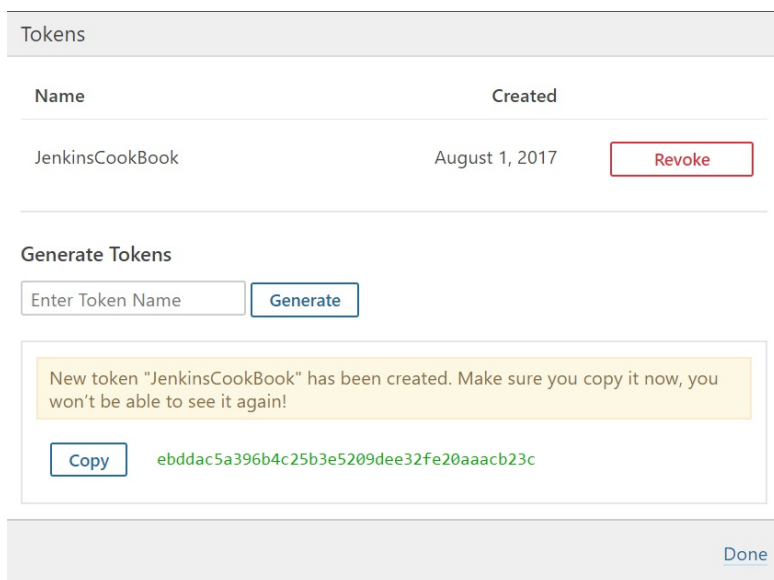 Tokens
Name Created
JenkinsCookBook August 1, 2017 Revoke
Generate Tokens
Enter Token Name Generate
New token "JenkinsCookBook" has been created. Make sure you copy it now, you
won't be able to see it again!
Copy ebddac5a396b4c25b3e5209dee32fe20aaacb23c
Done